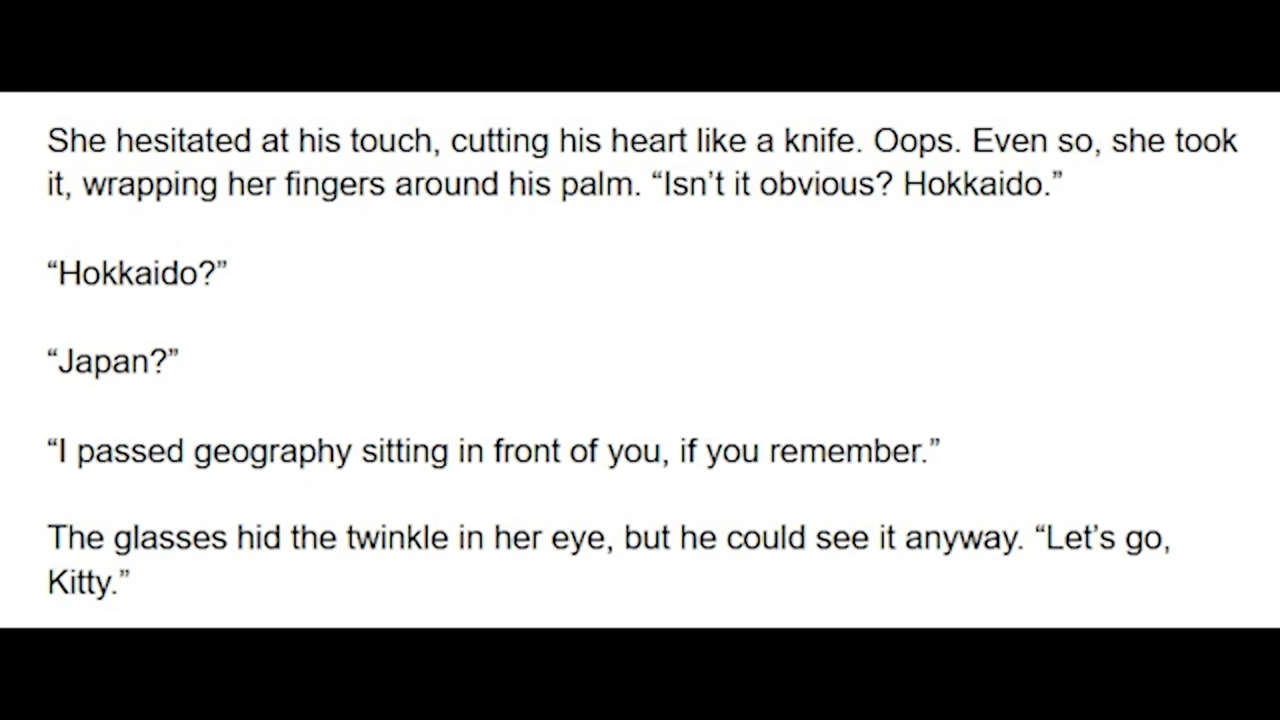 She hesitated at his touch, cutting his heart like a knife. Oops. Even so, she took
it, wrapping her fingers around his palm. “Isn’t it obvious? Hokkaido.”
“Hokkaido?”
“Japan?”
“I passed geography sitting in front of you, if you remember.”
The glasses hid the twinkle in her eye, but he could see it anyway. “Let’s go,
Kitty.”